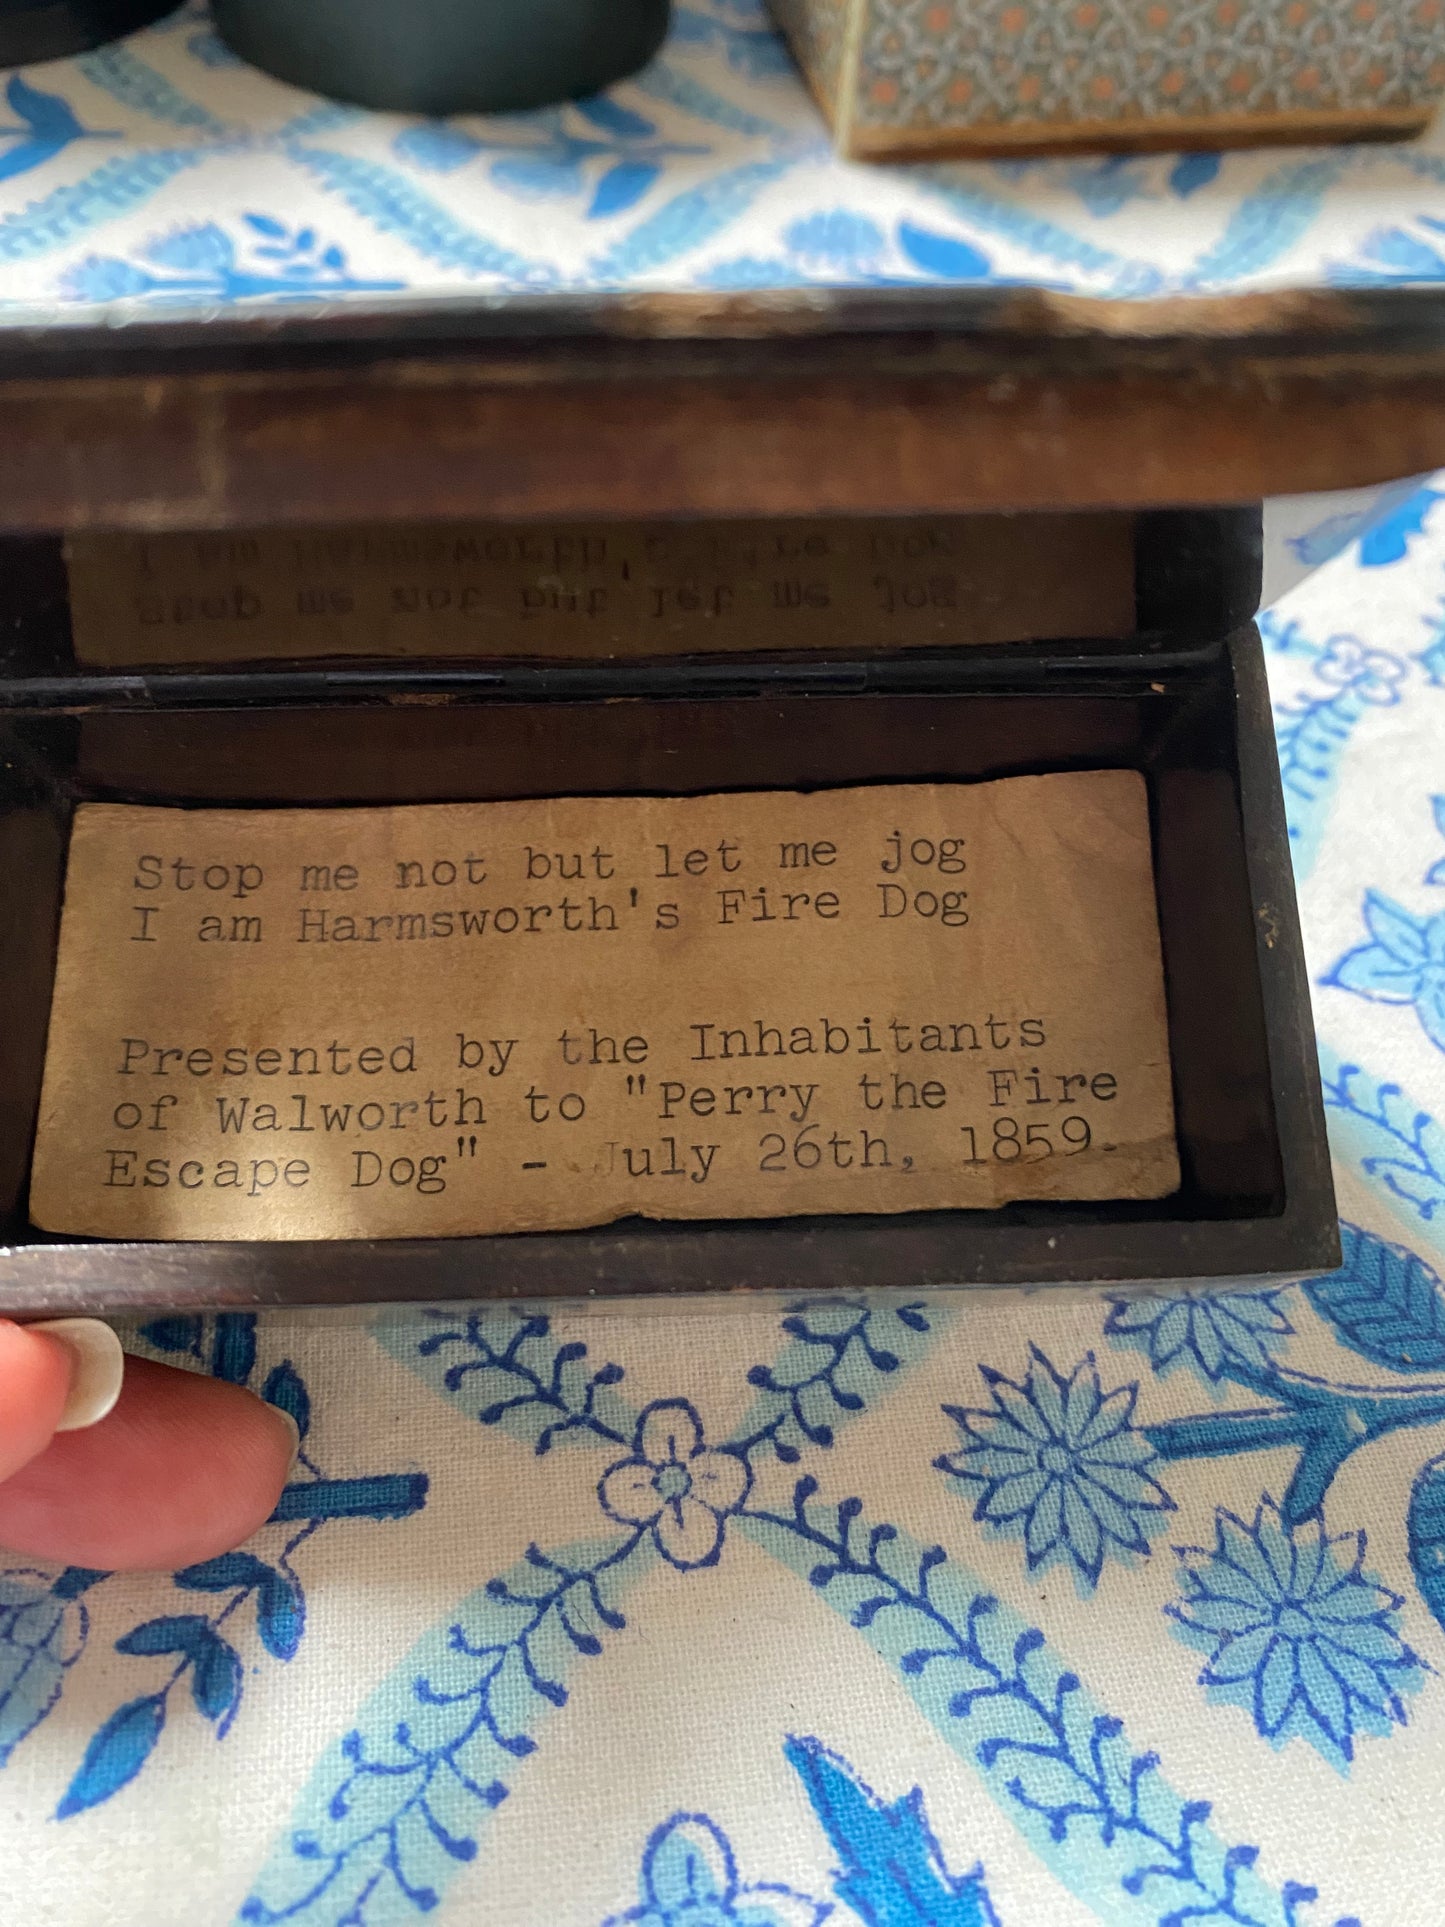 Stop me not but let me jog
I am Harmsworth's Fire Dog
Presented by the Inhabitants
of Walworth to "Perry the Fire
Escape Dog" - July 26th, 1859.